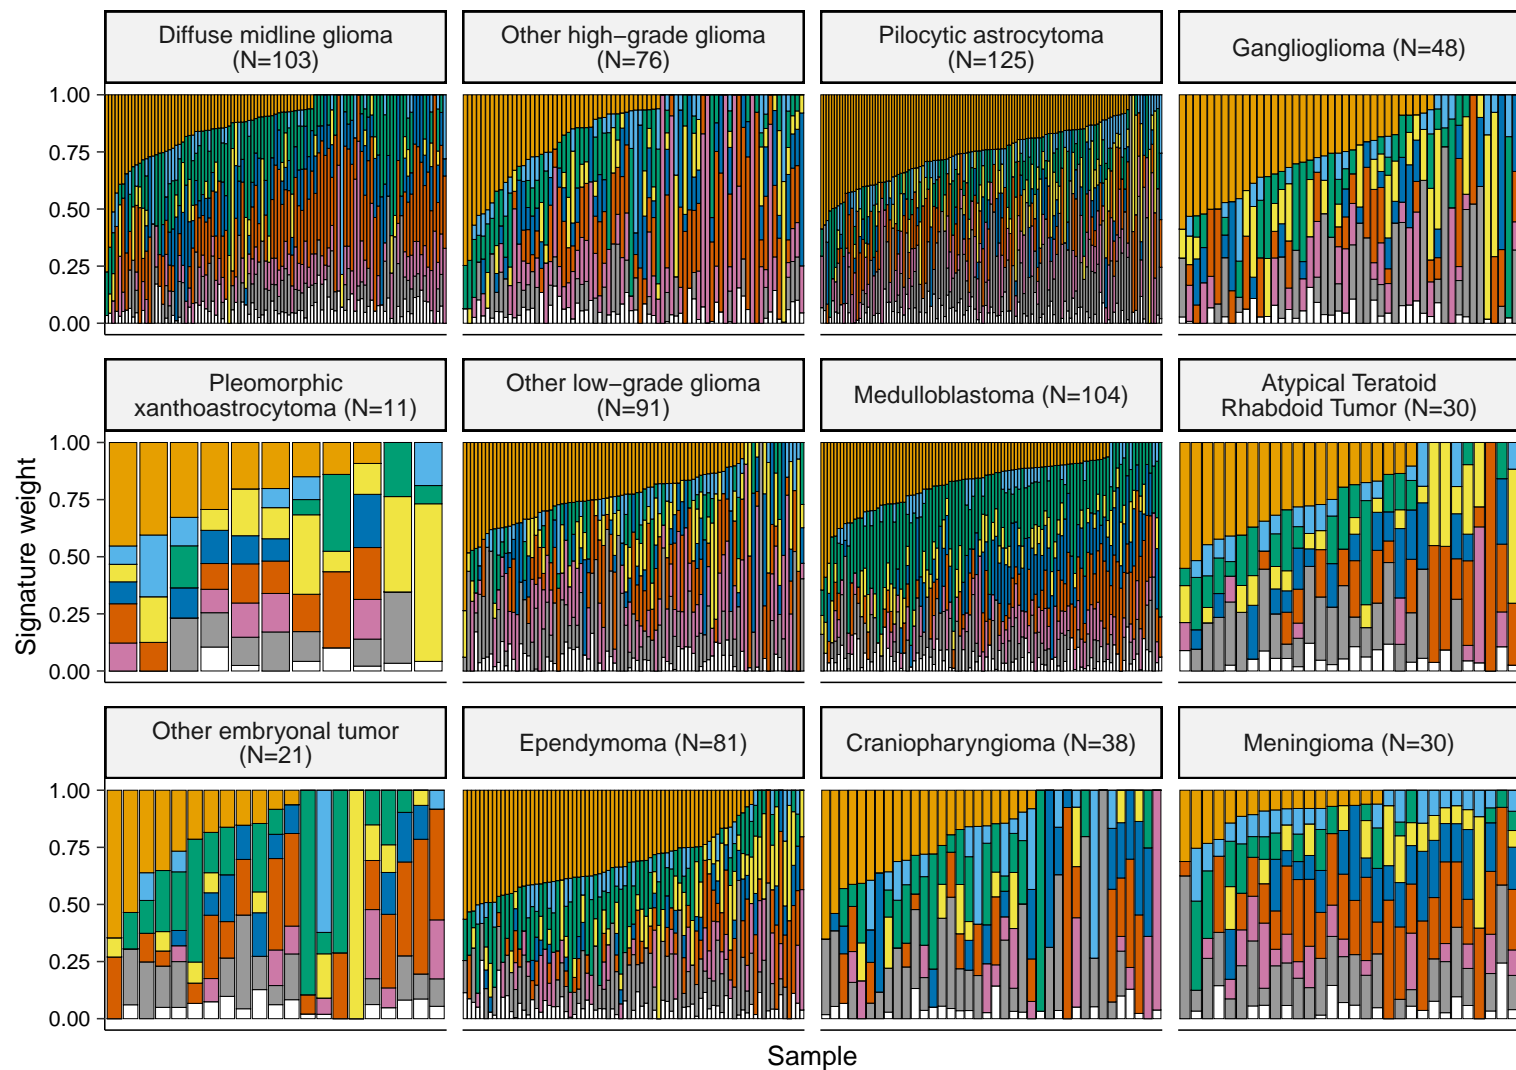 Diffuse midline glioma
(N=103)
Other high−grade glioma
(N=76)
Pilocytic astrocytoma
(N=125)
Ganglioglioma (N=48)
1.00
0.75
0.50
0.25
0.00
Pleomorphic
xanthoastrocytoma (N=11)
Other low−grade glioma
(N=91)
Medulloblastoma (N=104)
Atypical Teratoid
Rhabdoid Tumor (N=30)
1.00
0.75
0.50
0.25
0.00
Signature weight
Other embryonal tumor
(N=21)
Ependymoma (N=81)
Craniopharyngioma (N=38)
Meningioma (N=30)
1.00
0.75
0.50
0.25
0.00
Sample